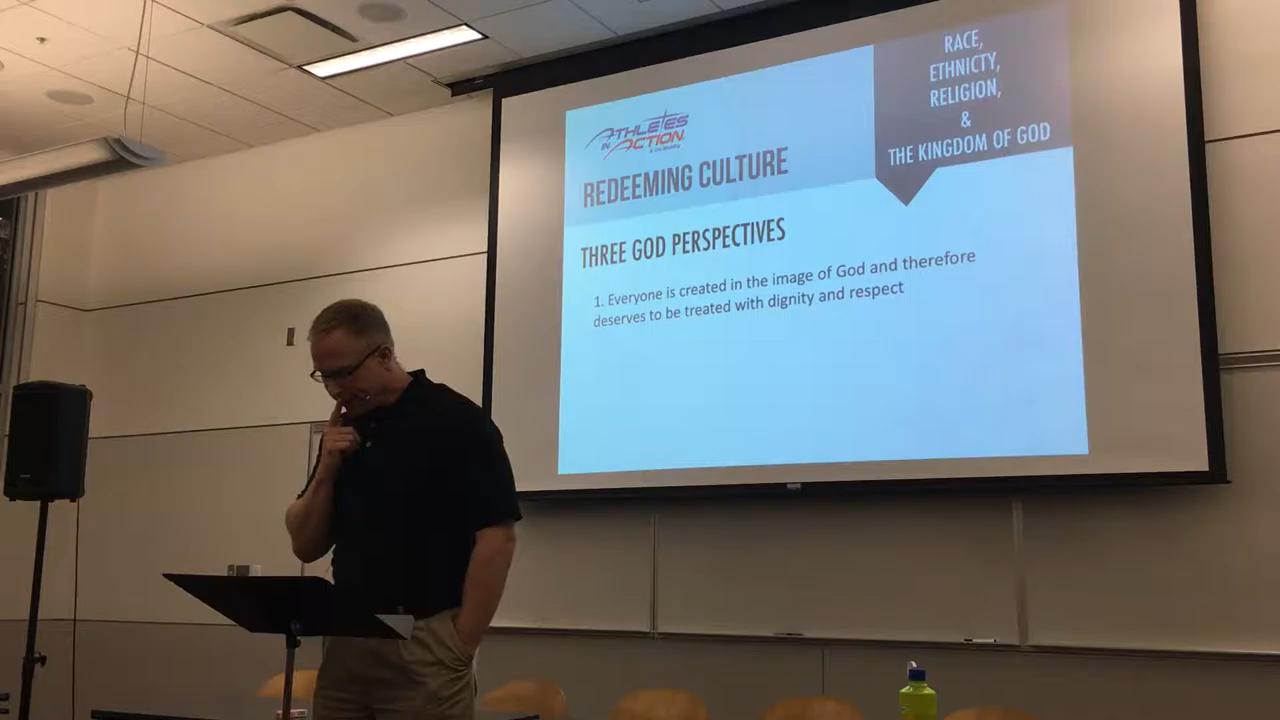 ATHLETES
IN ACTION
REDEEMING CULTURE
RACE,
ETHNICTY,
RELIGION,
&
THE KINGDOM OF GOD
THREE GOD PERSPECTIVES
1. Everyone is created in the image of God and therefore
deserves to be treated with dignity and respect